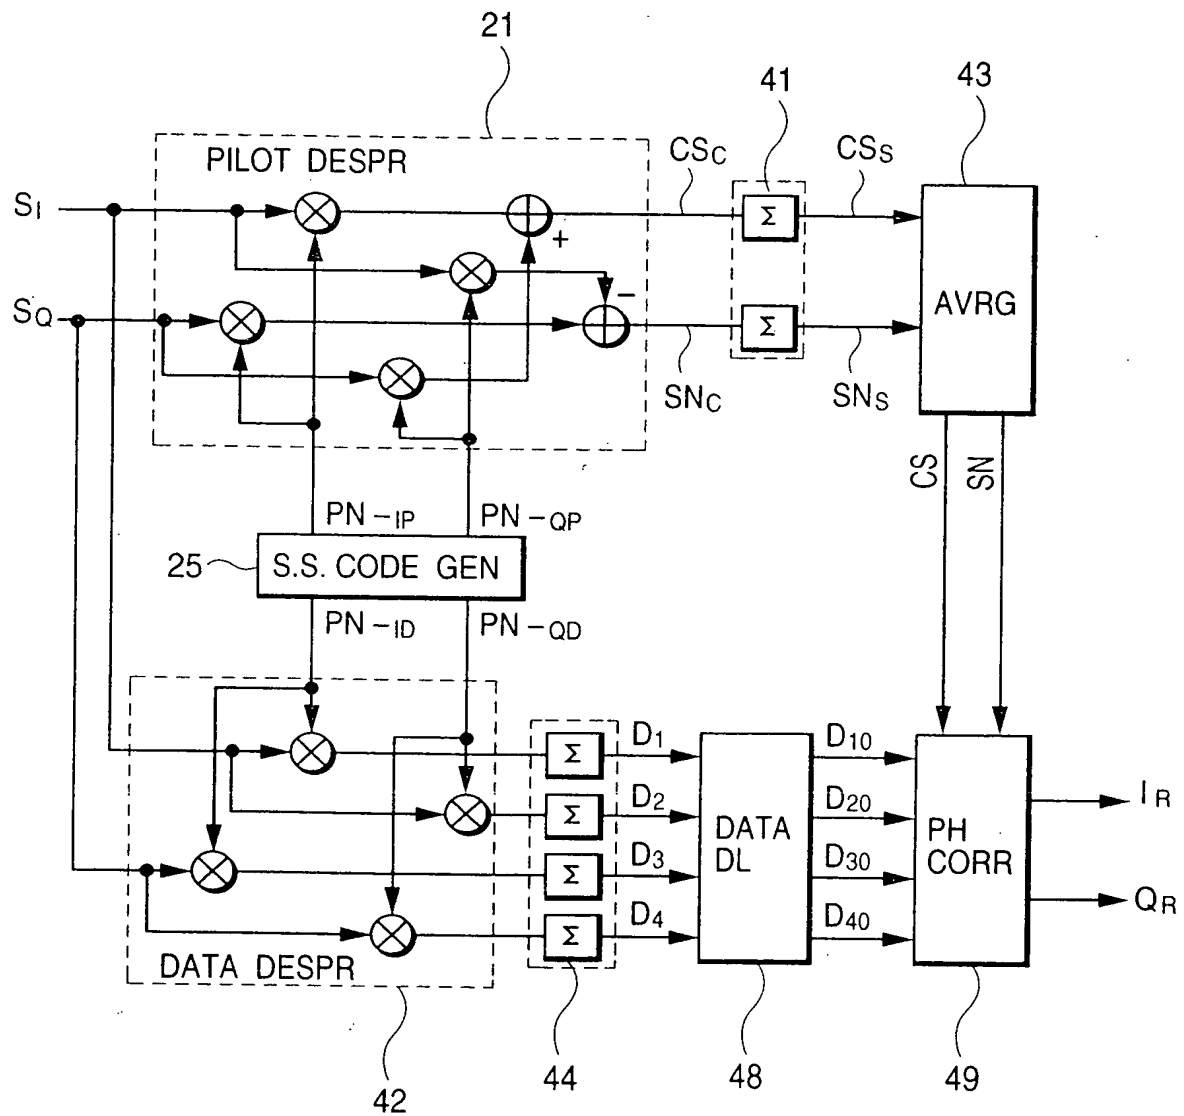 21
41
43
PILOT DESPR
CSC
CSS
SI
Σ
+
AVRG
−
SQ
Σ
SNC
SNS
CS
SN
PN-IP
PN-QP
25
S.S. CODE GEN
PN-ID
PN-QD
Σ
D1
D10
Σ
D2
D20
IR
DATA
DL
PH
CORR
Σ
D3
D30
QR
Σ
D4
D40
DATA DESPR
42
44
48
49